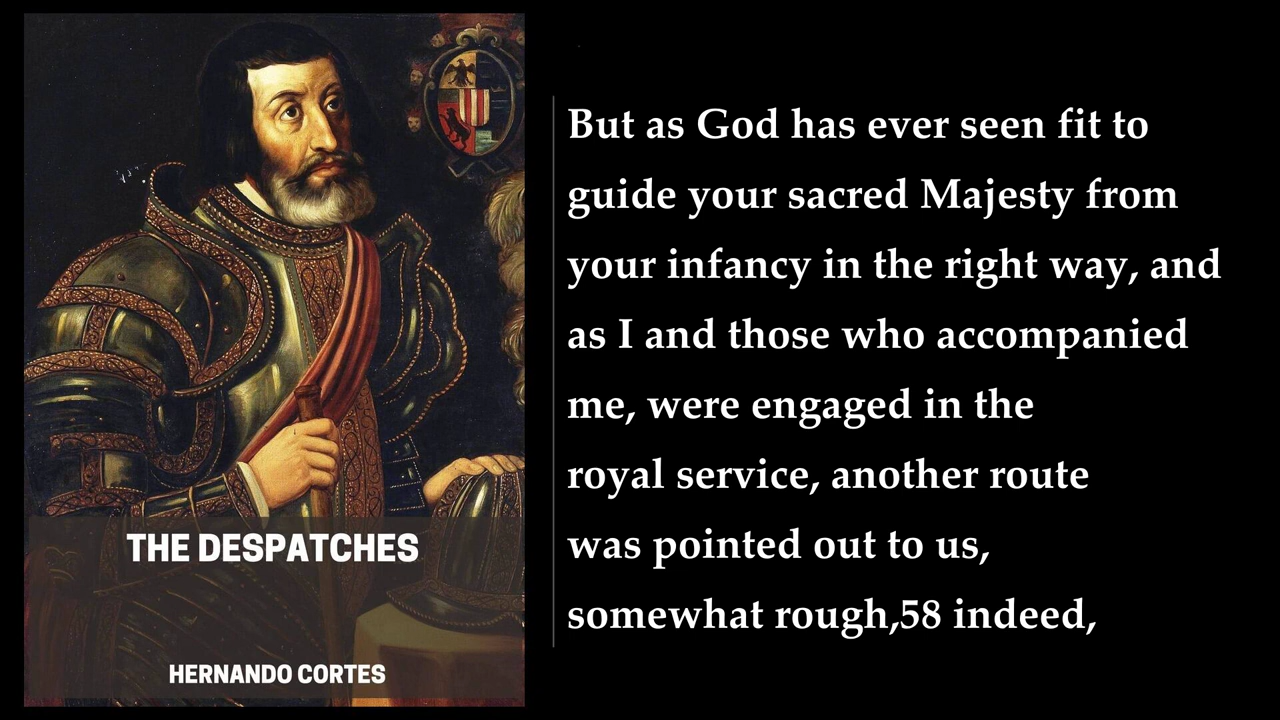 THE DESPATCHES
HERNANDO CORTES
But as God has ever seen fit to
guide your sacred Majesty from
your infancy in the right way, and
as I and those who accompanied
me, were engaged in the
royal service, another route
was pointed out to us,
somewhat rough,58 indeed,